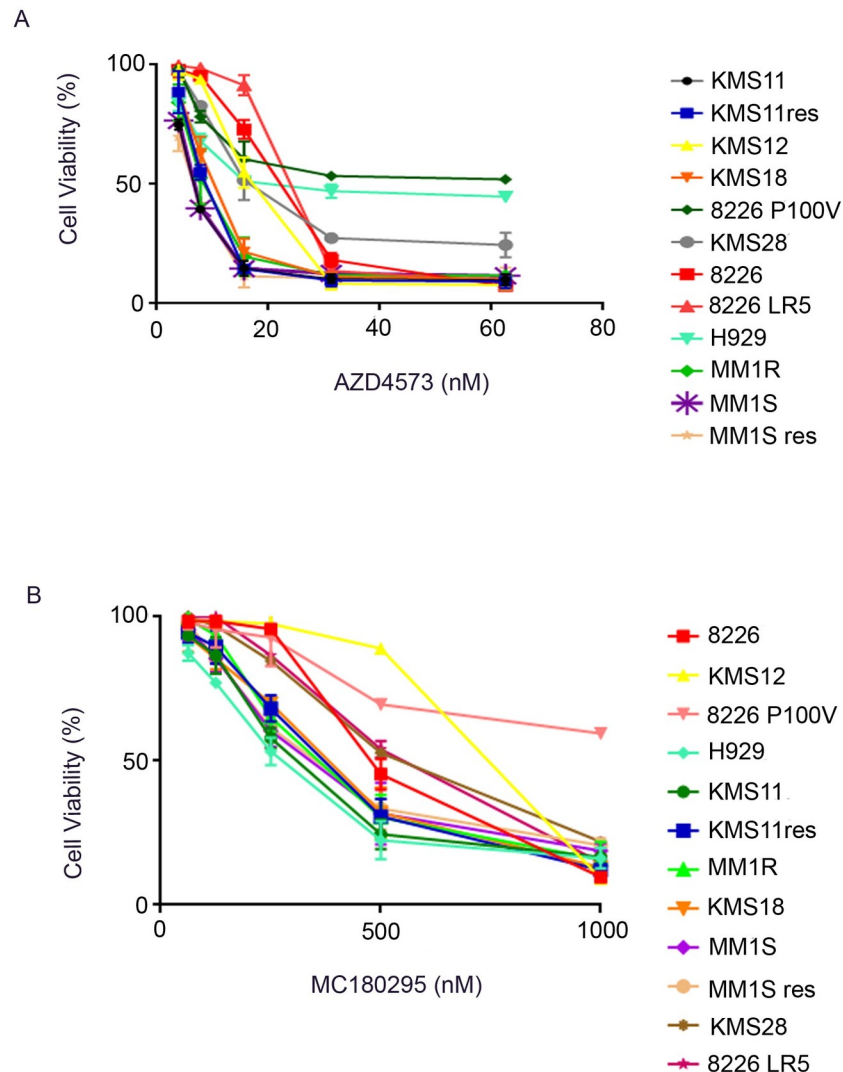 A
Cell Viability (%)
100
50
0
0 20 40 60 80
AZD4573 (nM)
KMS11
KMS11res
KMS12
KMS18
8226 P100V
KMS28
8226
8226 LR5
H929
MM1R
MM1S
MM1S res
B
Cell Viability (%)
100
50
0
0 500 1000
MC180295 (nM)
8226
KMS12
8226 P100V
H929
KMS11
KMS11res
MM1R
KMS18
MM1S
MM1S res
KMS28
8226 LR5